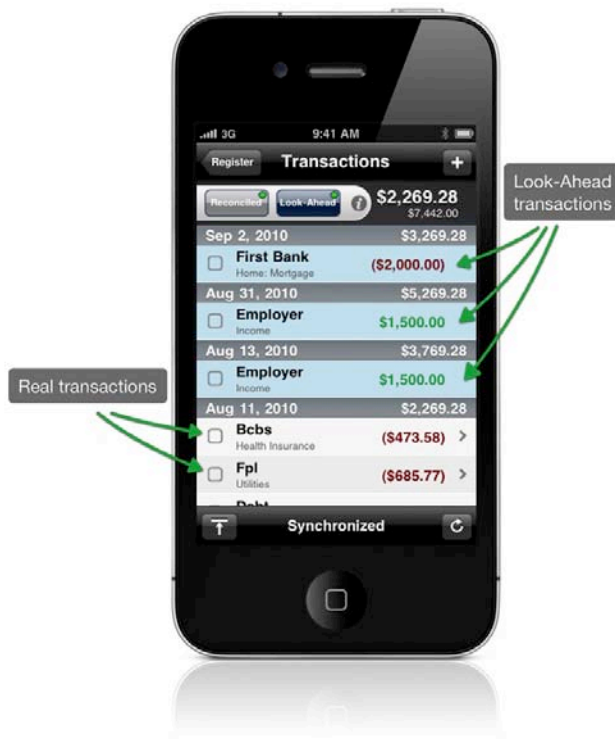 3G 9:41 AM
Register Transactions +
Reconciled Look-Ahead i $2,269.28
$7,442.00
Look-Ahead
transactions
Sep 2, 2010 $3,269.28
First Bank ($2,000.00)
Home: Mortgage
Aug 31, 2010 $5,269.28
Employer $1,500.00
Income
Aug 13, 2010 $3,769.28
Employer $1,500.00
Income
Real transactions
Aug 11, 2010 $2,269.28
Bcbs ($473.58)
Health Insurance
Fpl ($685.77)
Utilities
Synchronized